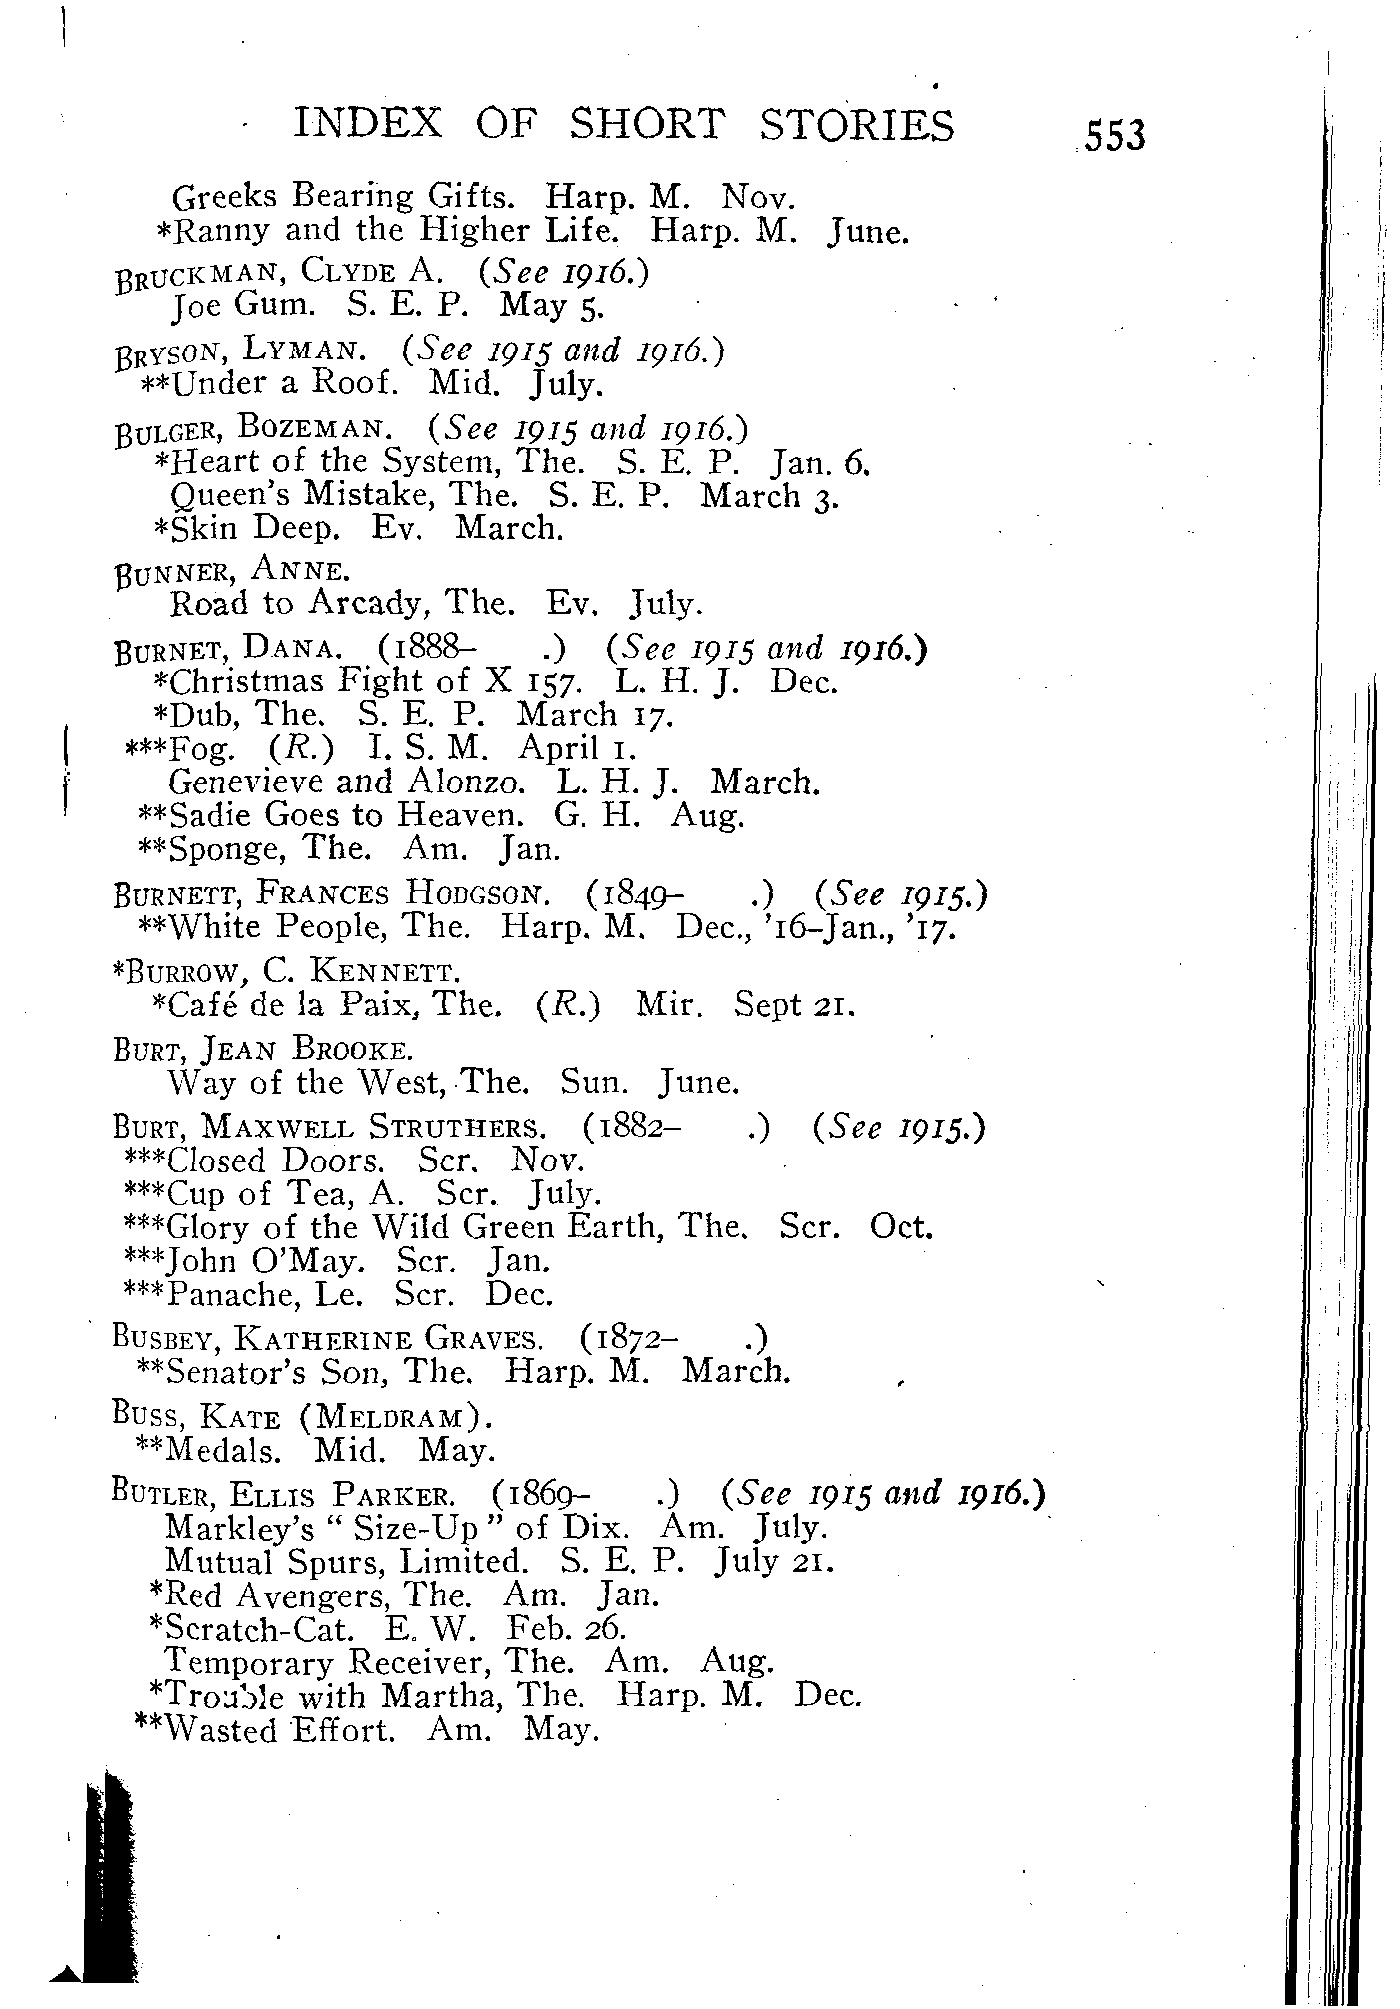 INDEX OF SHORT STORIES 553
Greeks Bearing Gifts. Harp. M. Nov.
*Ranny and the Higher Life. Harp. M. June.
BRUCKMAN, CLYDE A. (See 1916.)
Joe Gum. S. E. P. May 5.
BRYSON, LYMAN. (See 1915 and 1916.)
**Under a Roof. Mid. July.
BULGER, BOZEMAN. (See 1915 and 1916.)
*Heart of the System, The. S. E. P. Jan. 6.
Queen's Mistake, The. S. E. P. March 3.
*Skin Deep. Ev. March.
BUNNER, ANNE.
Road to Arcady, The. Ev. July.
BURNET, DANA. (1888– .) (See 1915 and 1916.)
*Christmas Fight of X 157. L. H. J. Dec.
*Dub, The. S. E. P. March 17.
***Fog. (R.) I. S. M. April 1.
Genevieve and Alonzo. L. H. J. March.
**Sadie Goes to Heaven. G. H. Aug.
**Sponge, The. Am. Jan.
BURNETT, FRANCES HODGSON. (1849– .) (See 1915.)
**White People, The. Harp. M. Dec., '16–Jan., '17.
*BURROW, C. KENNETT.
*Café de la Paix, The. (R.) Mir. Sept 21.
BURT, JEAN BROOKE.
Way of the West, The. Sun. June.
BURT, MAXWELL STRUTHERS. (1882– .) (See 1915.)
***Closed Doors. Scr. Nov.
***Cup of Tea, A. Scr. July.
***Glory of the Wild Green Earth, The. Scr. Oct.
***John O'May. Scr. Jan.
***Panache, Le. Scr. Dec.
BUSBEY, KATHERINE GRAVES. (1872– .)
**Senator's Son, The. Harp. M. March.
BUSS, KATE (MELDRAM).
**Medals. Mid. May.
BUTLER, ELLIS PARKER. (1869– .) (See 1915 and 1916.)
Markley's " Size-Up " of Dix. Am. July.
Mutual Spurs, Limited. S. E. P. July 21.
*Red Avengers, The. Am. Jan.
*Scratch-Cat. E. W. Feb. 26.
Temporary Receiver, The. Am. Aug.
*Trouble with Martha, The. Harp. M. Dec.
**Wasted Effort. Am. May.